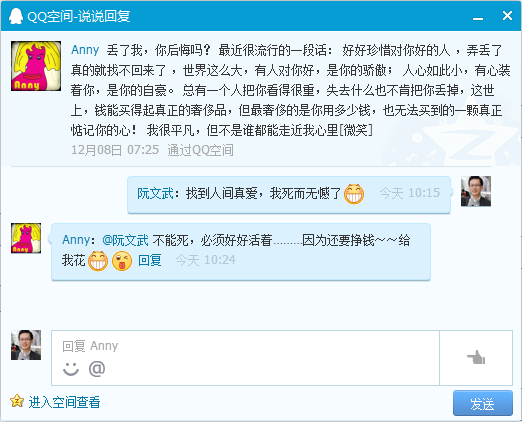 QQ空间-说说回复
Anny 丢了我，你后悔吗？ 最近很流行的一段话： 好好珍惜对你好的人 ，弄丢了
真的就找不回来了 ，世界这么大，有人对你好，是你的骄傲； 人心如此小，有心装
着你，是你的自豪。 总有一个人把你看得很重，失去什么也不肯把你丢掉，这世
上，钱能买得起真正的奢侈品，但最奢侈的是你用多少钱，也无法买到的一颗真正
惦记你的心！ 我很平凡，但不是谁都能走近我心里[微笑]
12月08日 07:25 通过QQ空间
Anny
阮文武：找到人间真爱，我死而无憾了 今天 10:15
Anny：@阮文武 不能死，必须好好活着.........因为还要挣钱～～给
我花 回复 今天 10:24
回复 Anny
@
进入空间查看
发送